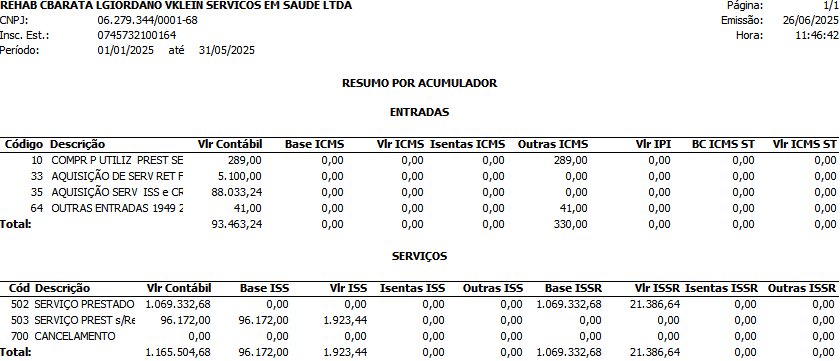 REHAB CBARATA LGIORDANO VKLEIN SERVICOS EM SAUDE LTDA Página: 1/1
CNPJ: 06.279.344/0001-68 Emissão: 26/06/2025
Insc. Est.: 0745732100164 Hora: 11:46:42
Período: 01/01/2025 até 31/05/2025
RESUMO POR ACUMULADOR
ENTRADAS
Código Descrição Vlr Contábil Base ICMS Vlr ICMS Isentas ICMS Outras ICMS Vlr IPI BC ICMS ST Vlr ICMS ST
10 COMPR P UTILIZ PREST SE 289,00 0,00 0,00 0,00 289,00 0,00 0,00 0,00
33 AQUISIÇÃO DE SERV RET F 5.100,00 0,00 0,00 0,00 0,00 0,00 0,00 0,00
35 AQUISIÇÃO SERV ISS e CR 88.033,24 0,00 0,00 0,00 0,00 0,00 0,00 0,00
64 OUTRAS ENTRADAS 1949 2 41,00 0,00 0,00 0,00 41,00 0,00 0,00 0,00
Total: 93.463,24 0,00 0,00 0,00 330,00 0,00 0,00 0,00
SERVIÇOS
Cód Descrição Vlr Contábil Base ISS Vlr ISS Isentas ISS Outras ISS Base ISSR Vlr ISSR Isentas ISSR Outras ISSR
502 SERVIÇO PRESTADO 1.069.332,68 0,00 0,00 0,00 0,00 1.069.332,68 21.386,64 0,00 0,00
503 SERVIÇO PREST s/Re 96.172,00 96.172,00 1.923,44 0,00 0,00 0,00 0,00 0,00 0,00
700 CANCELAMENTO 0,00 0,00 0,00 0,00 0,00 0,00 0,00 0,00 0,00
Total: 1.165.504,68 96.172,00 1.923,44 0,00 0,00 1.069.332,68 21.386,64 0,00 0,00